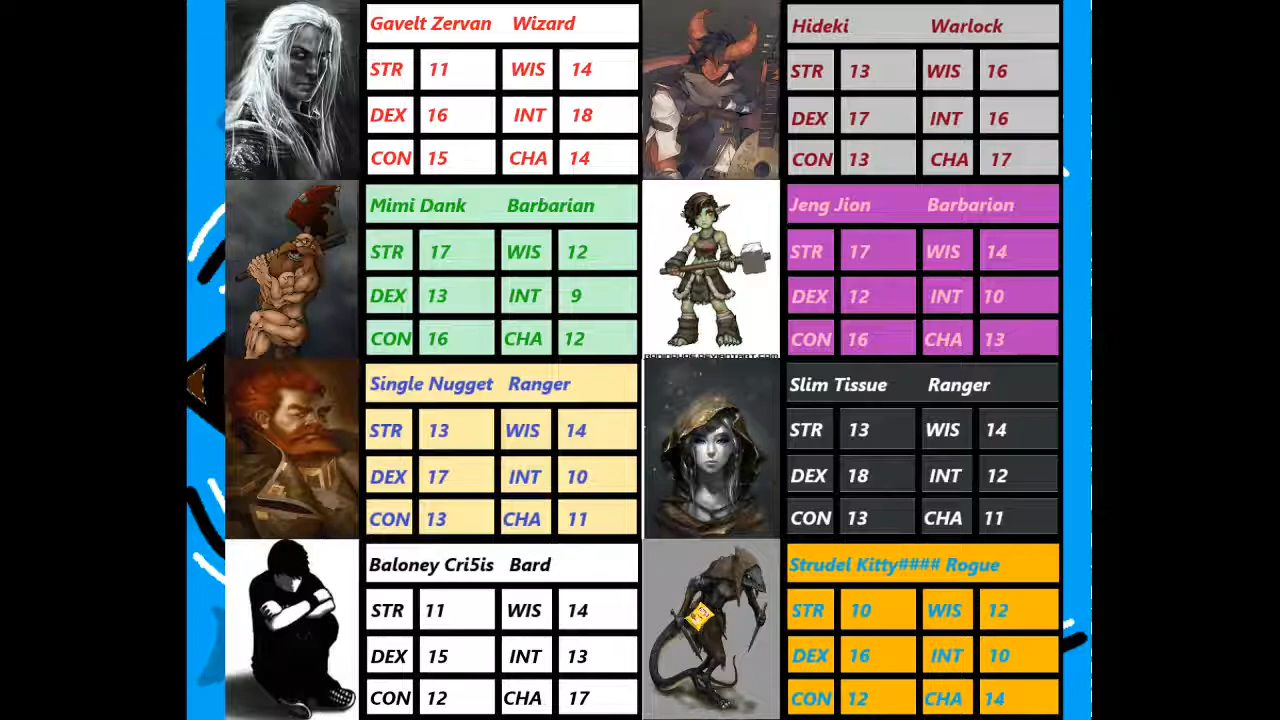 Gavelt Zervan Wizard
STR 11 WIS 14
DEX 16 INT 18
CON 15 CHA 14
Hideki Warlock
STR 13 WIS 16
DEX 17 INT 16
CON 13 CHA 17
Mimi Dank Barbarian
STR 17 WIS 12
DEX 13 INT 9
CON 16 CHA 12
Jeng Jion Barbarion
STR 17 WIS 14
DEX 12 INT 10
CON 16 CHA 13
Single Nugget Ranger
STR 13 WIS 14
DEX 17 INT 10
CON 13 CHA 11
Slim Tissue Ranger
STR 13 WIS 14
DEX 18 INT 12
CON 13 CHA 11
Baloney Cri5is Bard
STR 11 WIS 14
DEX 15 INT 13
CON 12 CHA 17
Strudel Kitty#### Rogue
STR 10 WIS 12
DEX 16 INT 10
CON 12 CHA 14